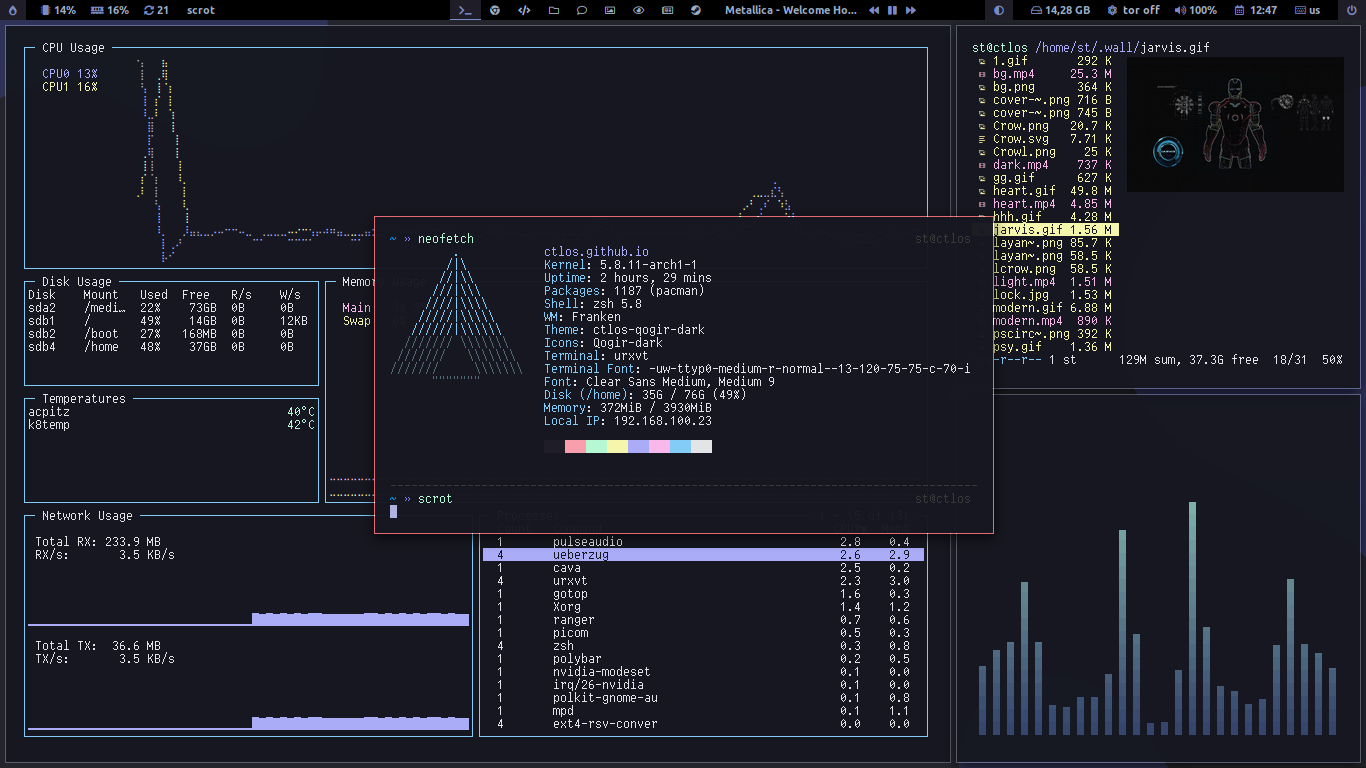 14% 16% 21 scrot Metallica - Welcome Ho... 14,28 GB tor off 100% 12:47 us
CPU Usage
CPU0 13%
CPU1 16%
Disk Usage
Disk Mount Used Free R/s W/s
sda2 /medi… 22% 73GB 0B 0B
sdb1 / 49% 14GB 0B 12KB
sdb2 /boot 27% 168MB 0B 0B
sdb4 /home 48% 37GB 0B 0B
Memor
Main
Swap
Temperatures
acpitz 40°C
k8temp 42°C
Network Usage
Total RX: 233.9 MB
RX/s: 3.5 KB/s
Total TX: 36.6 MB
TX/s: 3.5 KB/s
~ » neofetch st@ctlos
ctlos.github.io
Kernel: 5.8.11-arch1-1
Uptime: 2 hours, 29 mins
Packages: 1187 (pacman)
Shell: zsh 5.8
WM: Franken
Theme: ctlos-qogir-dark
Icons: Qogir-dark
Terminal: urxvt
Terminal Font: -uw-ttyp0-medium-r-normal--13-120-75-75-c-70-i
Font: Clear Sans Medium, Medium 9
Disk (/home): 35G / 76G (49%)
Memory: 372MiB / 3930MiB
Local IP: 192.168.100.23
~ » scrot st@ctlos
Processes
1 pulseaudio 2.8 0.4
4 ueberzug 2.6 2.9
1 cava 2.5 0.2
4 urxvt 2.3 3.0
1 gotop 1.6 0.3
1 Xorg 1.4 1.2
1 ranger 0.7 0.6
1 picom 0.5 0.3
4 zsh 0.3 0.8
1 polybar 0.2 0.5
1 nvidia-modeset 0.1 0.0
1 irq/26-nvidia 0.1 0.0
1 polkit-gnome-au 0.1 0.8
1 mpd 0.1 1.1
4 ext4-rsv-conver 0.0 0.0
st@ctlos /home/st/.wall/jarvis.gif
1.gif 292 K
bg.mp4 25.3 M
bg.png 364 K
cover-~.png 716 B
cover-~.png 745 B
Crow.png 20.7 K
Crow.svg 7.71 K
Crowl.png 25 K
dark.mp4 737 K
gg.gif 627 K
heart.gif 49.8 M
heart.mp4 4.85 M
hhh.gif 4.28 M
jarvis.gif 1.56 M
layan~.png 85.7 K
layan~.png 58.5 K
lcrow.png 58.5 K
light.mp4 1.51 M
lock.jpg 1.53 M
modern.gif 6.88 M
modern.mp4 890 K
pscirc~.png 392 K
psy.gif 1.36 M
-r--r-- 1 st 129M sum, 37.3G free 18/31 50%